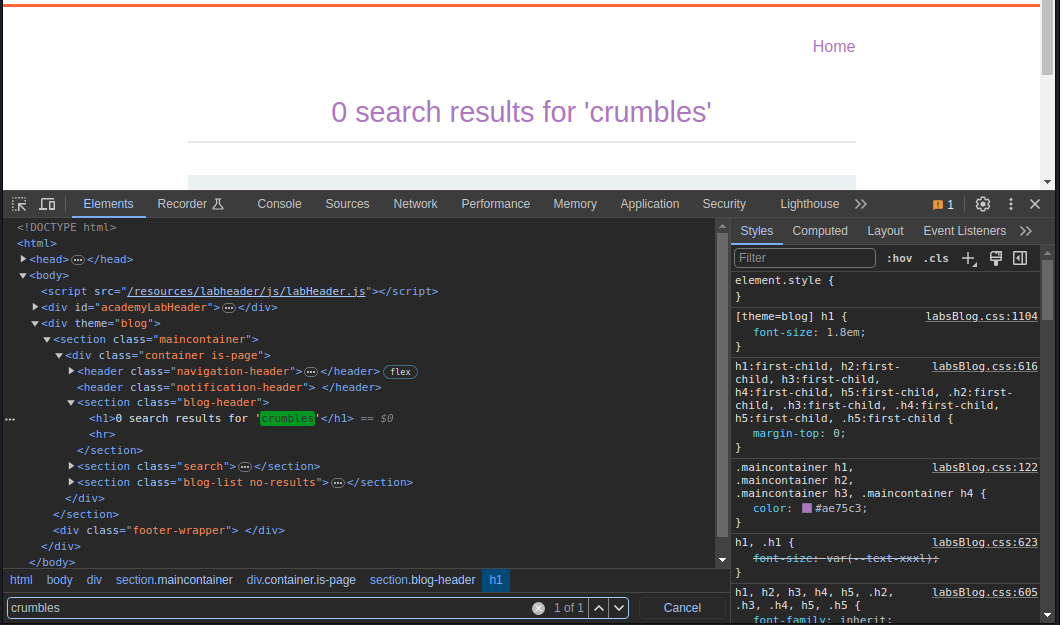 Home
0 search results for 'crumbles'
Elements Recorder Console Sources Network Performance Memory Application Security Lighthouse 1
<!DOCTYPE html>
<html>
<head>⋯</head>
<body>
<script src="/resources/labheader/js/labHeader.js"></script>
<div id="academyLabHeader">⋯</div>
<div theme="blog">
<section class="maincontainer">
<div class="container is-page">
<header class="navigation-header">⋯</header> flex
<header class="notification-header"> </header>
<section class="blog-header">
<h1>0 search results for 'crumbles'</h1> == $0
<hr>
</section>
<section class="search">⋯</section>
<section class="blog-list no-results">⋯</section>
</div>
</section>
<div class="footer-wrapper"> </div>
</div>
</body>
html body div section.maincontainer div.container.is-page section.blog-header h1
crumbles 1 of 1 Cancel
Styles Computed Layout Event Listeners
Filter :hov .cls
element.style {
}
[theme=blog] h1 { labsBlog.css:1104
font-size: 1.8em;
}
h1:first-child, h2:first- labsBlog.css:616
child, h3:first-child,
h4:first-child, h5:first-child, .h2:first-
child, .h3:first-child, .h4:first-child,
h5:first-child, .h5:first-child {
margin-top: 0;
}
.maincontainer h1, labsBlog.css:122
.maincontainer h2,
.maincontainer h3, .maincontainer h4 {
color: #ae75c3;
}
h1, .h1 { labsBlog.css:623
font-size: var(--text-xxxl);
}
h1, h2, h3, h4, h5, .h2, labsBlog.css:605
.h3, .h4, h5, .h5 {
font-family: inherit;